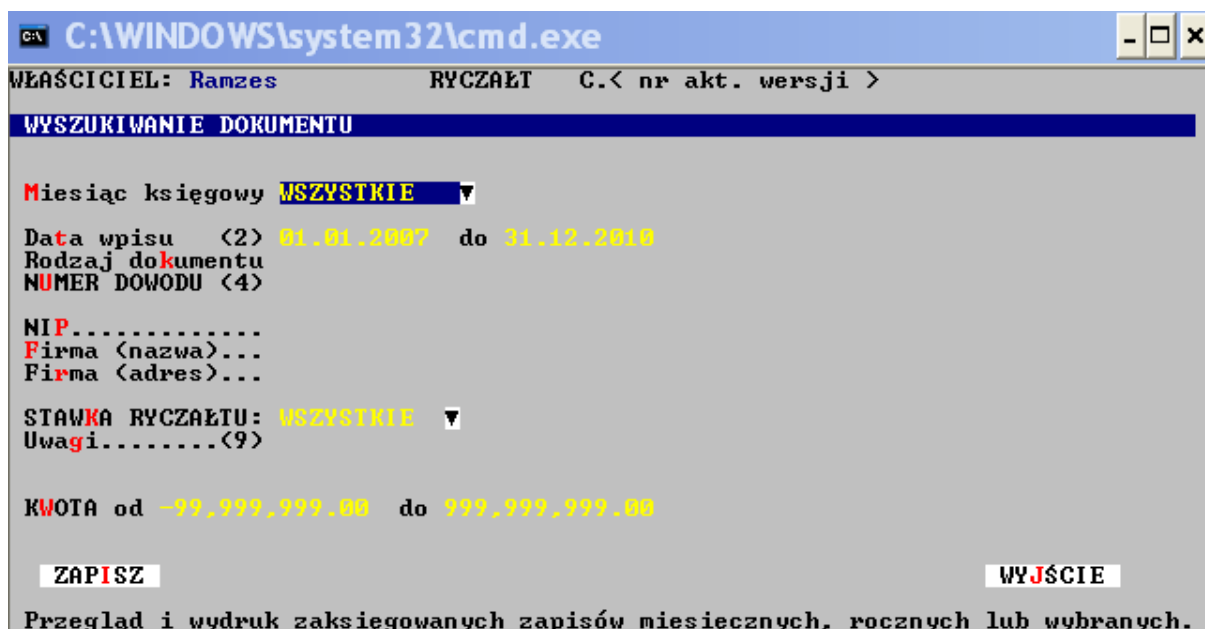 C:\WINDOWS\system32\cmd.exe
WŁAŚCICIEL: Ramzes RYCZAŁT C.< nr akt. wersji >
WYSZUKIWANIE DOKUMENTU
Miesiąc księgowy WSZYSTKIE
Data wpisu (2) 01.01.2007 do 31.12.2010
Rodzaj dokumentu
NUMER DOWODU (4)
NIP.............
Firma (nazwa)...
Firma (adres)...
STAWKA RYCZAŁTU: WSZYSTKIE
Uwagi........(9)
KWOTA od -99,999,999.00 do 999,999,999.00
ZAPISZ WYJŚCIE
Przegląd i wydruk zaksięgowanych zapisów miesięcznych, rocznych lub wybranych.